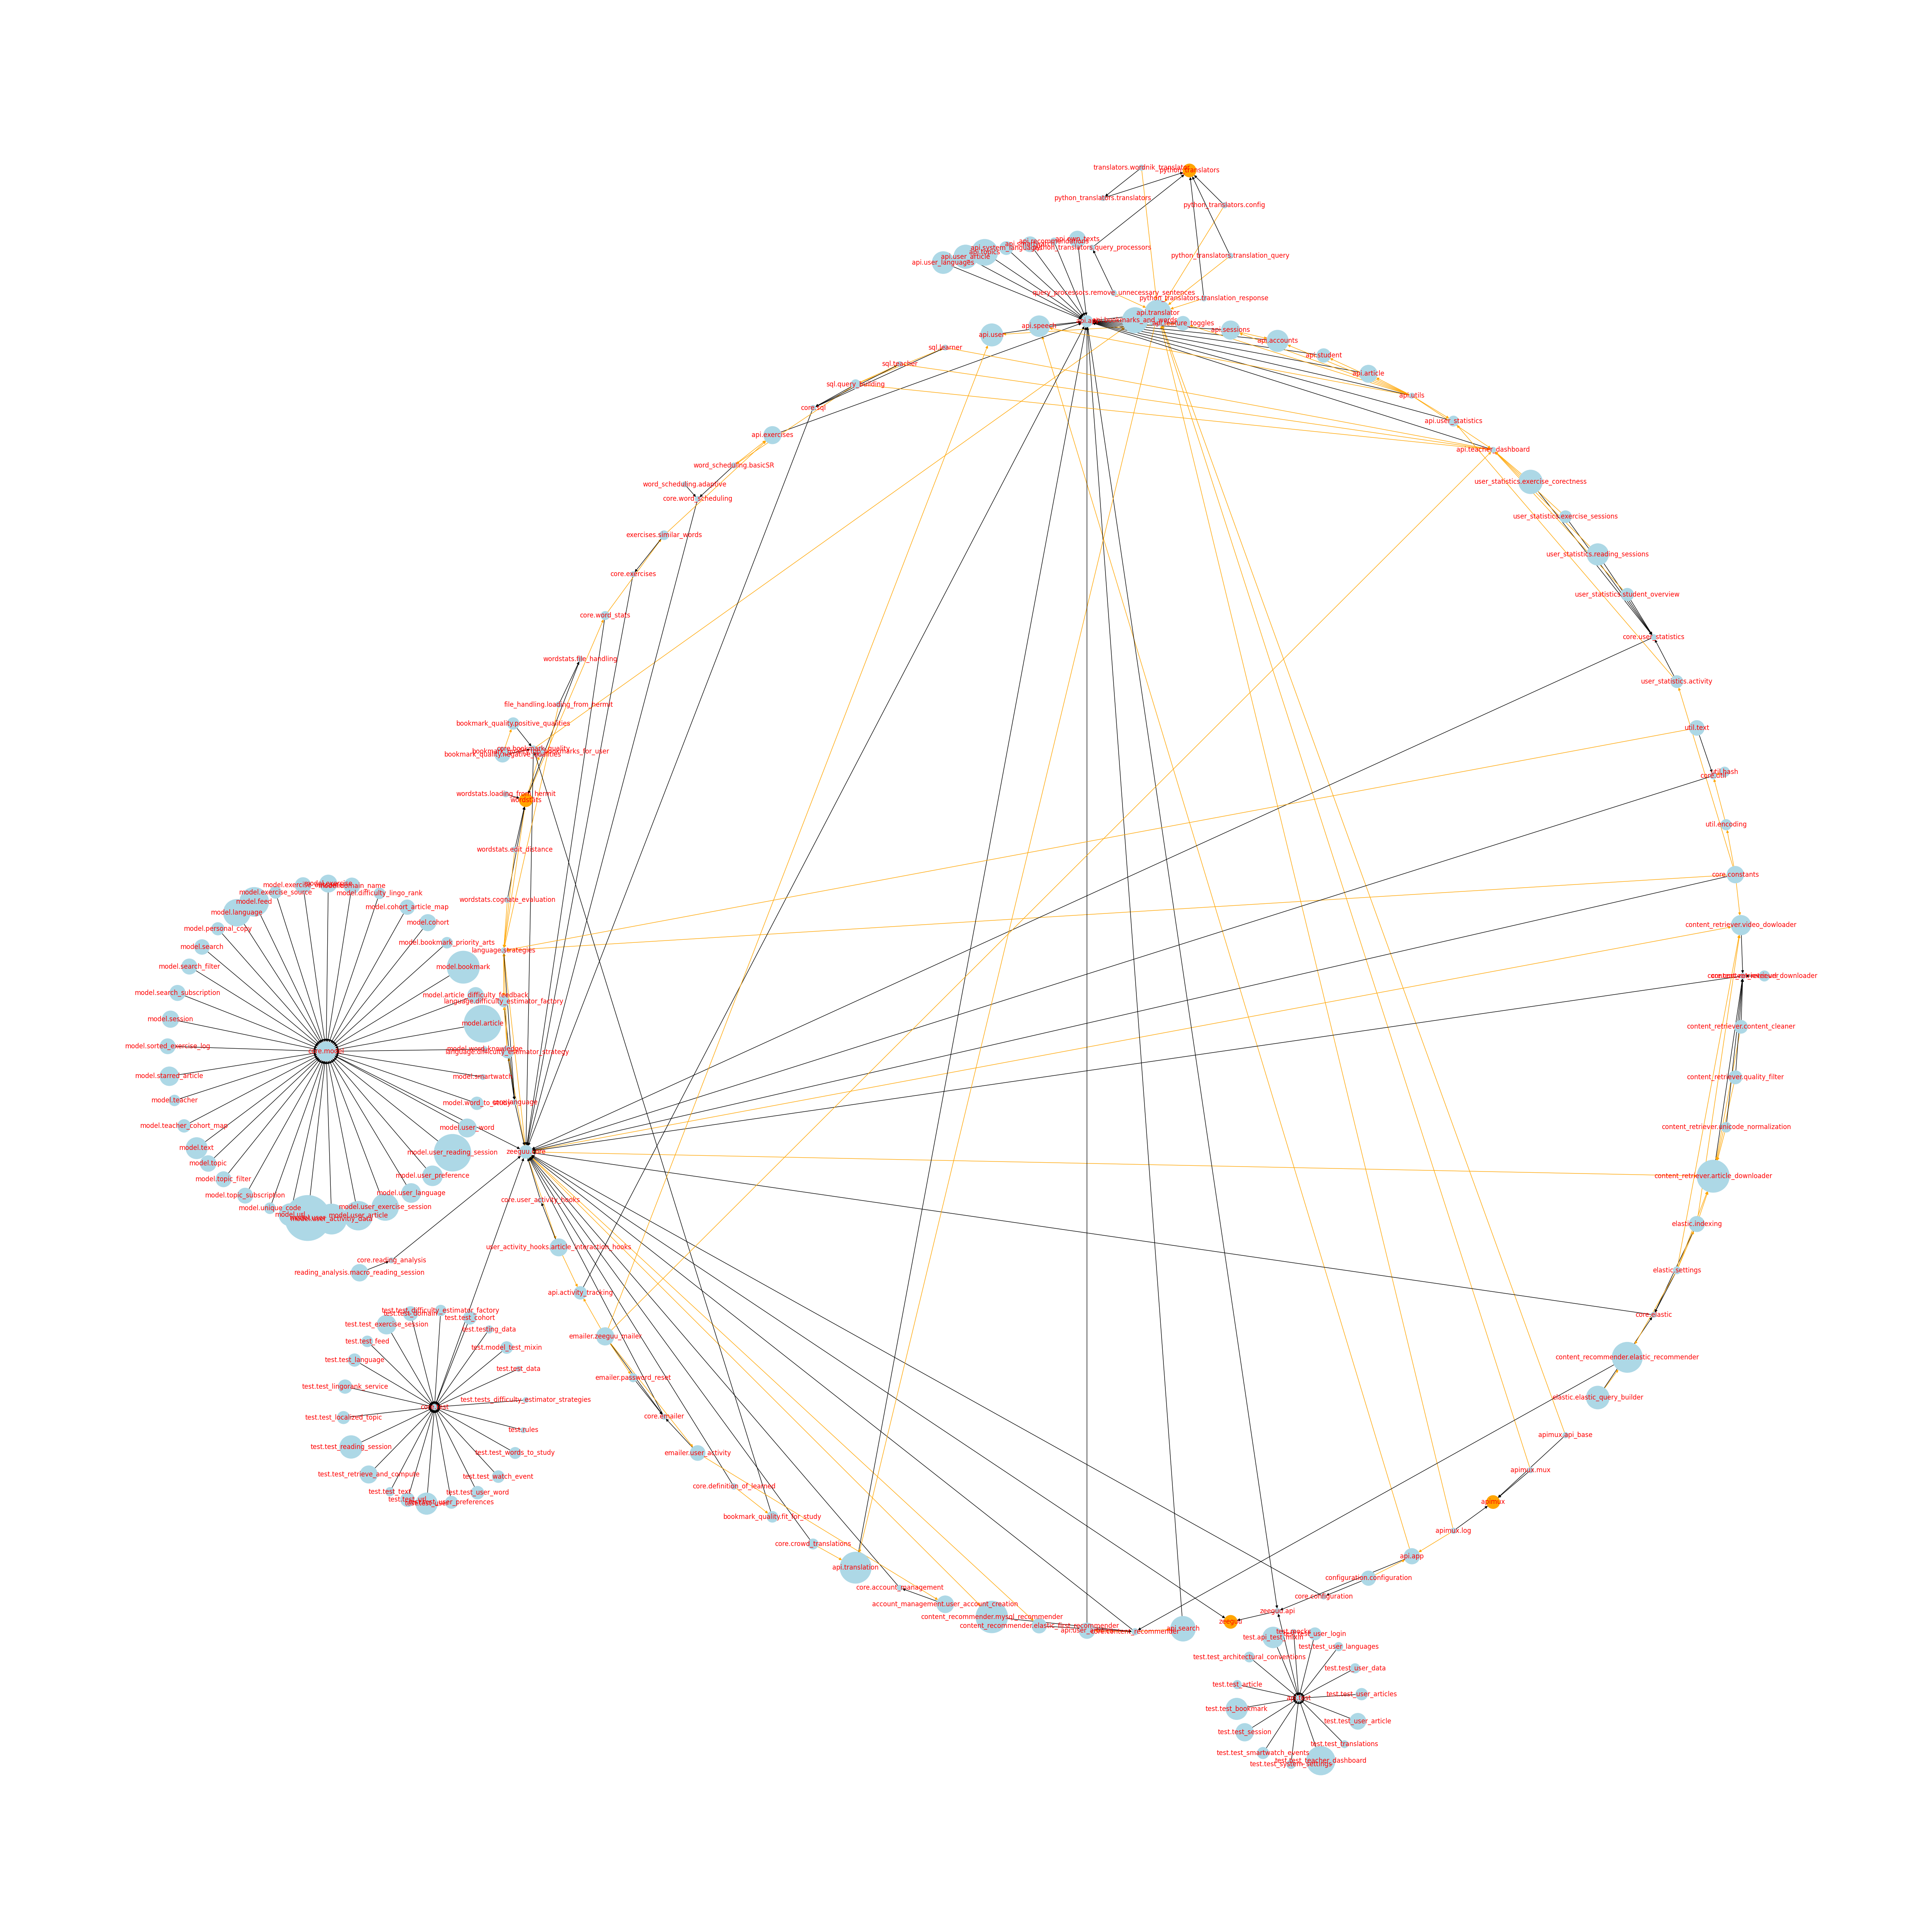 translators.wordnik_translator
python_translators
python_translators.translators
python_translators.config
api.own_texts
python_translators.query_processors
api.topics
api.user_article
api.user_languages
python_translators.translation_query
query_processors.remove_unnecessary_sentences
python_translators.translation_response
api.translator
api.feature_toggles
api.speech
api.user
api.sessions
api.accounts
sql.learner
api.student
sql.teacher
api.article
sql.query_building
api.utils
core.sql
api.user_statistics
api.exercises
api.teacher_dashboard
word_scheduling.basicSR
user_statistics.exercise_corectness
word_scheduling.adaptive
core.word_scheduling
user_statistics.exercise_sessions
exercises.similar_words
user_statistics.reading_sessions
core.exercises
user_statistics.student_overview
core.word_stats
core.user_statistics
wordstats.file_handling
user_statistics.activity
file_handling.loading_from_hermit
bookmark_quality.positive_qualities
util.text
core.bookmark_quality
bookmark_quality.negative_qualities
util.hash
core.util
wordstats.loading_from_hermit
wordstats
util.encoding
wordstats.edit_distance
core.constants
model.domain_name
model.exercise_source
model.difficulty_lingo_rank
model.feed
wordstats.cognate_evaluation
model.cohort_article_map
model.language
model.cohort
content_retriever.video_dowloader
model.personal_copy
model.bookmark_priority_arts
model.search
language.strategies
model.search_filter
model.bookmark
model.search_subscription
model.article_difficulty_feedback
language.difficulty_estimator_factory
model.session
model.article
content_retriever.content_cleaner
model.sorted_exercise_log
core.model
model.word_knowledge
language.difficulty_estimator_strategy
model.starred_article
model.smartwatch
content_retriever.quality_filter
model.teacher
model.word_to_study
core.language
model.teacher_cohort_map
model.user_word
content_retriever.unicode_normalization
model.text
model.user_reading_session
zeeguu.core
model.topic
model.topic_filter
model.user_preference
content_retriever.article_downloader
model.topic_subscription
model.user_language
model.unique_code
core.user_activity_hooks
model.user_exercise_session
model.url
model.user_article
model.user_activitiy_data
elastic.indexing
user_activity_hooks.article_interaction_hooks
core.reading_analysis
reading_analysis.macro_reading_session
elastic.settings
api.activity_tracking
test.test_difficulty_estimator_factory
test.test_domain
test.test_cohort
core.elastic
test.test_exercise_session
test.testing_data
emailer.zeeguu_mailer
test.test_feed
test.model_test_mixin
test.test_language
content_recommender.elastic_recommender
test.test_data
emailer.password_reset
test.test_lingorank_service
elastic.elastic_query_builder
test.tests_difficulty_estimator_strategies
core.test
test.test_localized_topic
core.emailer
test.rules
apimux.api_base
test.test_reading_session
test.test_words_to_study
emailer.user_activity
apimux.mux
test.test_retrieve_and_compute
test.test_watch_event
core.definition_of_learned
test.test_text
test.test_user_word
test.test_url
test.test_user_preferences
apimux
bookmark_quality.fit_for_study
apimux.log
core.crowd_translations
api.app
api.translation
configuration.configuration
core.account_management
core.configuration
account_management.user_account_creation
zeeguu.api
content_recommender.mysql_recommender
zeeguu
content_recommender.elastic_first_recommender
api.search
core.content_recommender
test.mocks
test.test_user_login
test.api_test_mixin
test.test_user_languages
test.test_architectural_conventions
test.test_user_data
test.test_article
test.test_user_articles
api.test
test.test_bookmark
test.test_user_article
test.test_session
test.test_translations
test.test_smartwatch_events
test.test_teacher_dashboard
test.test_system_settings